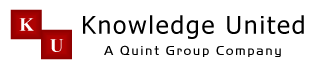 K
U
Knowledge United
A Quint Group Company